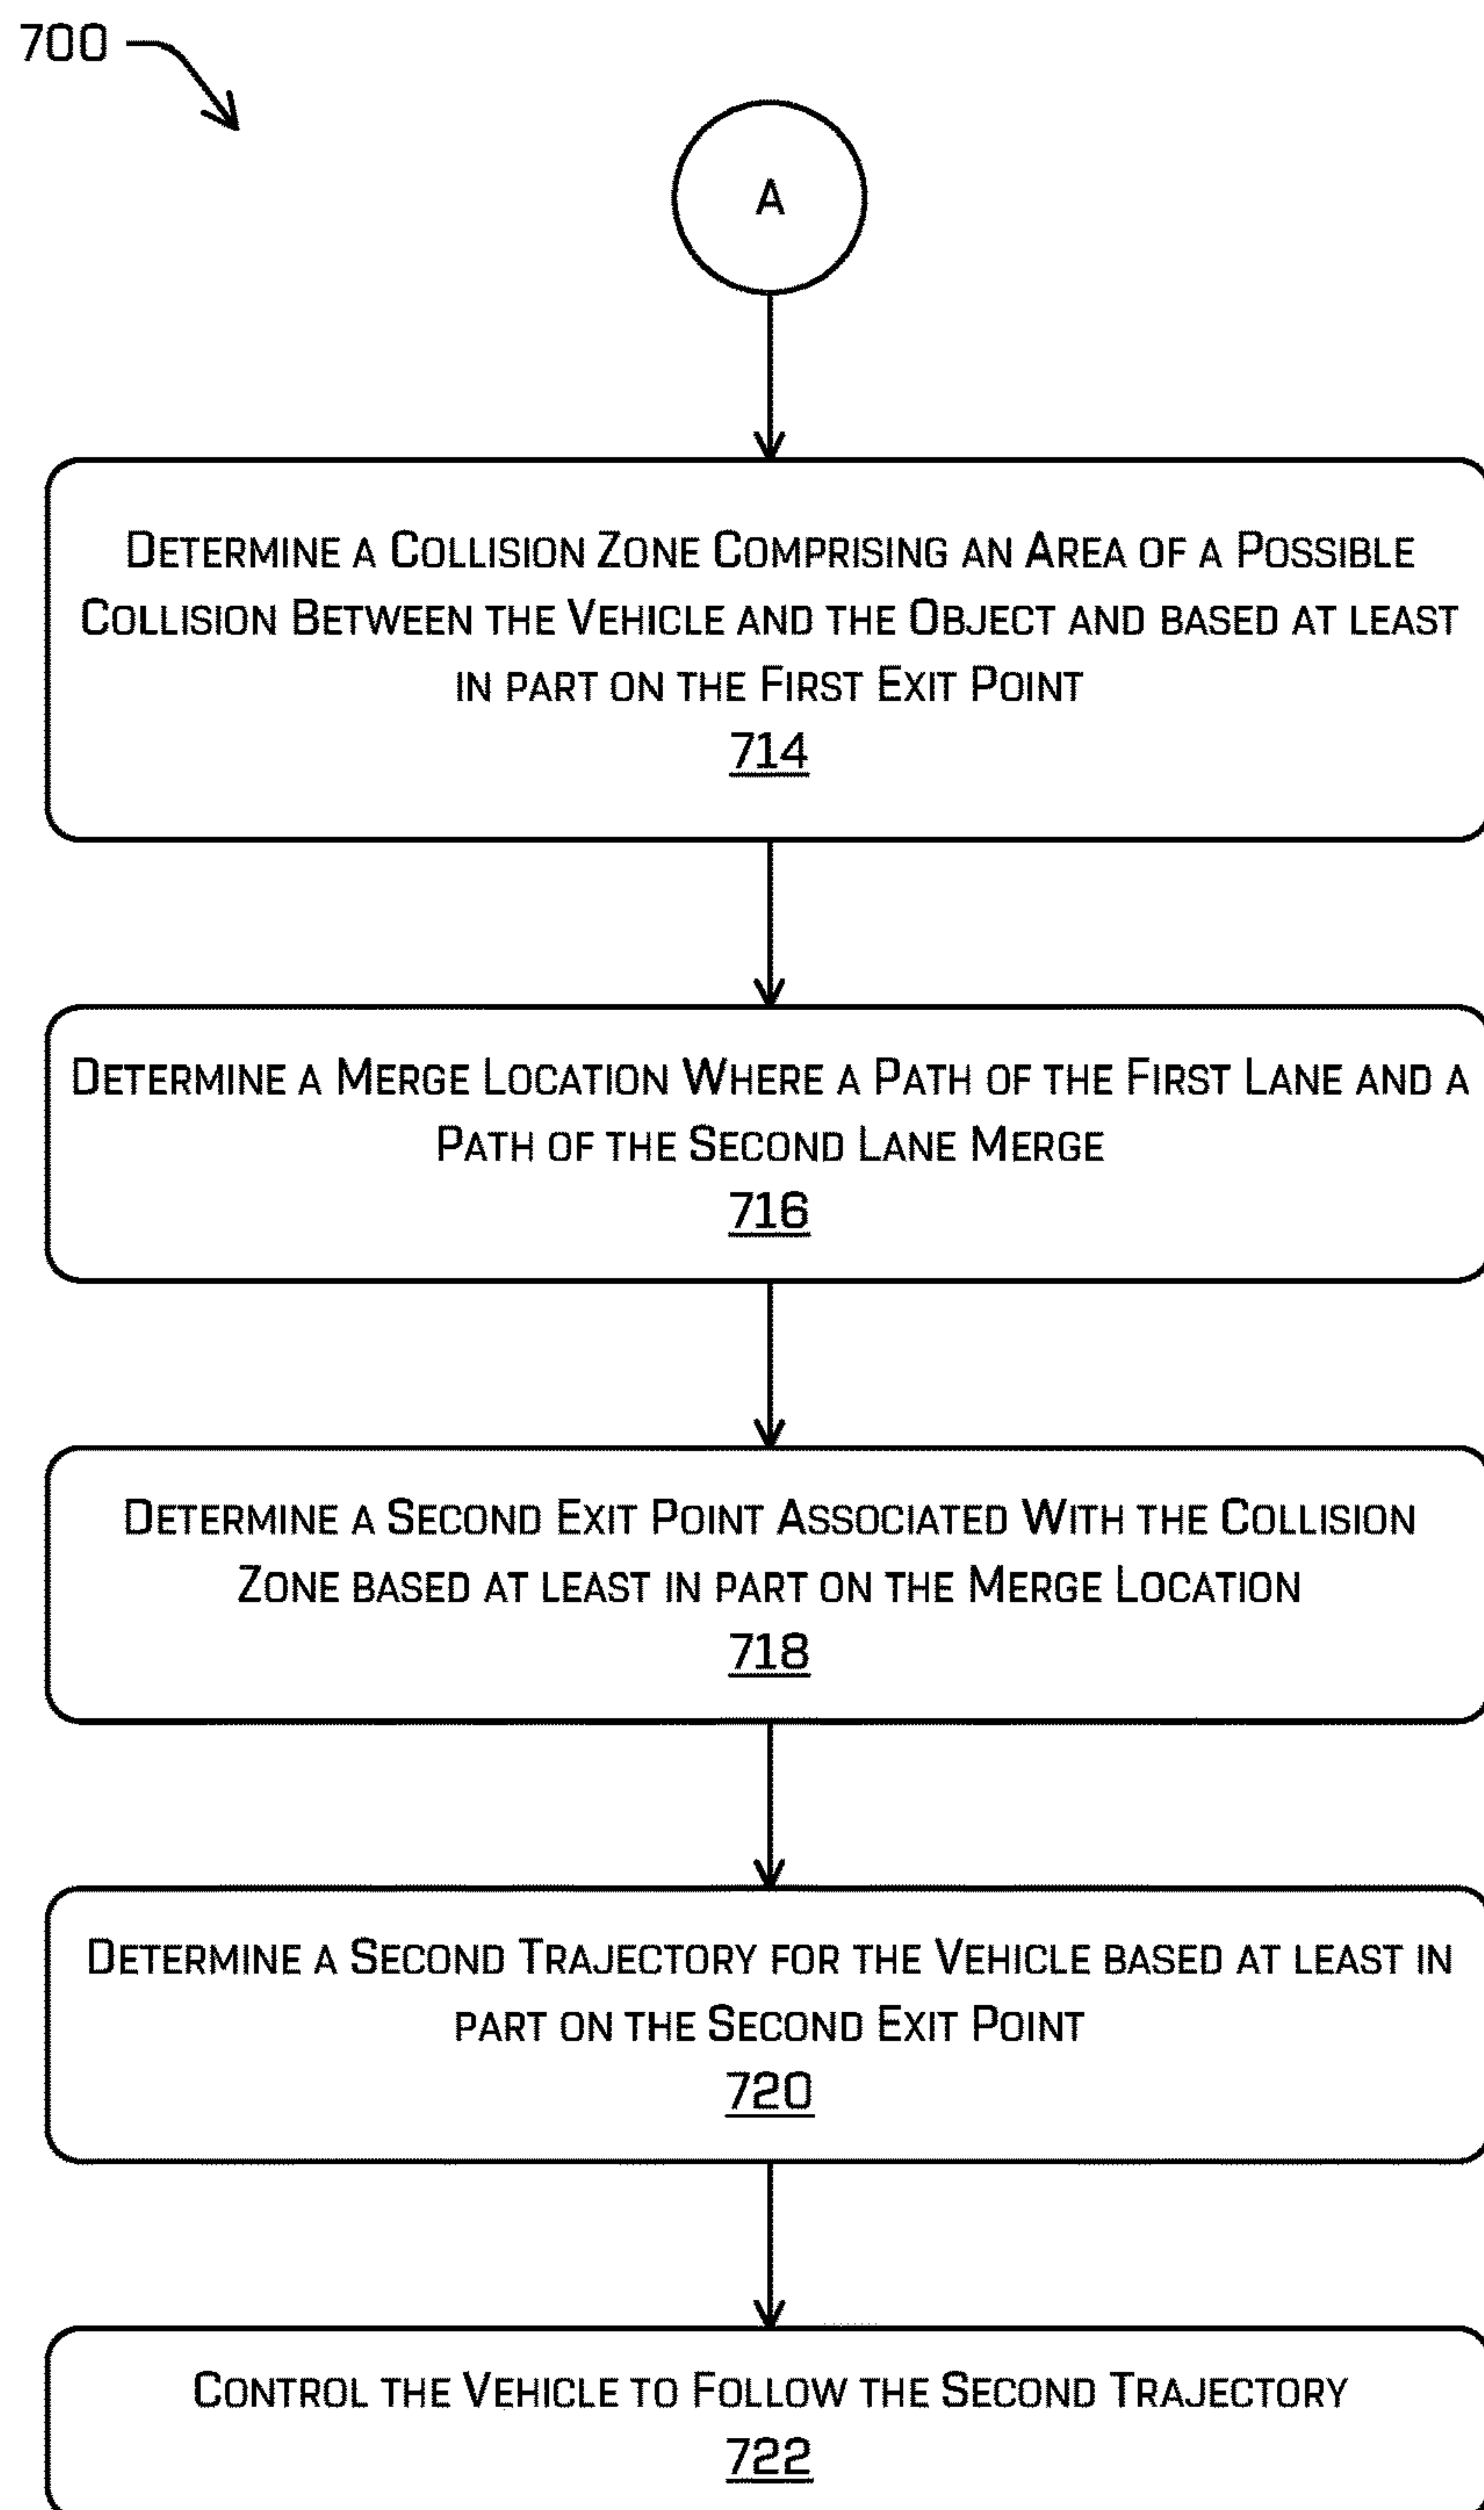 700
A
Determine a Collision Zone Comprising an Area of a Possible
Collision Between the Vehicle and the Object and based at least
in part on the First Exit Point
714
Determine a Merge Location Where a Path of the First Lane and a
Path of the Second Lane Merge
716
Determine a Second Exit Point Associated With the Collision
Zone based at least in part on the Merge Location
718
Determine a Second Trajectory for the Vehicle based at least in
part on the Second Exit Point
720
Control the Vehicle to Follow the Second Trajectory
722